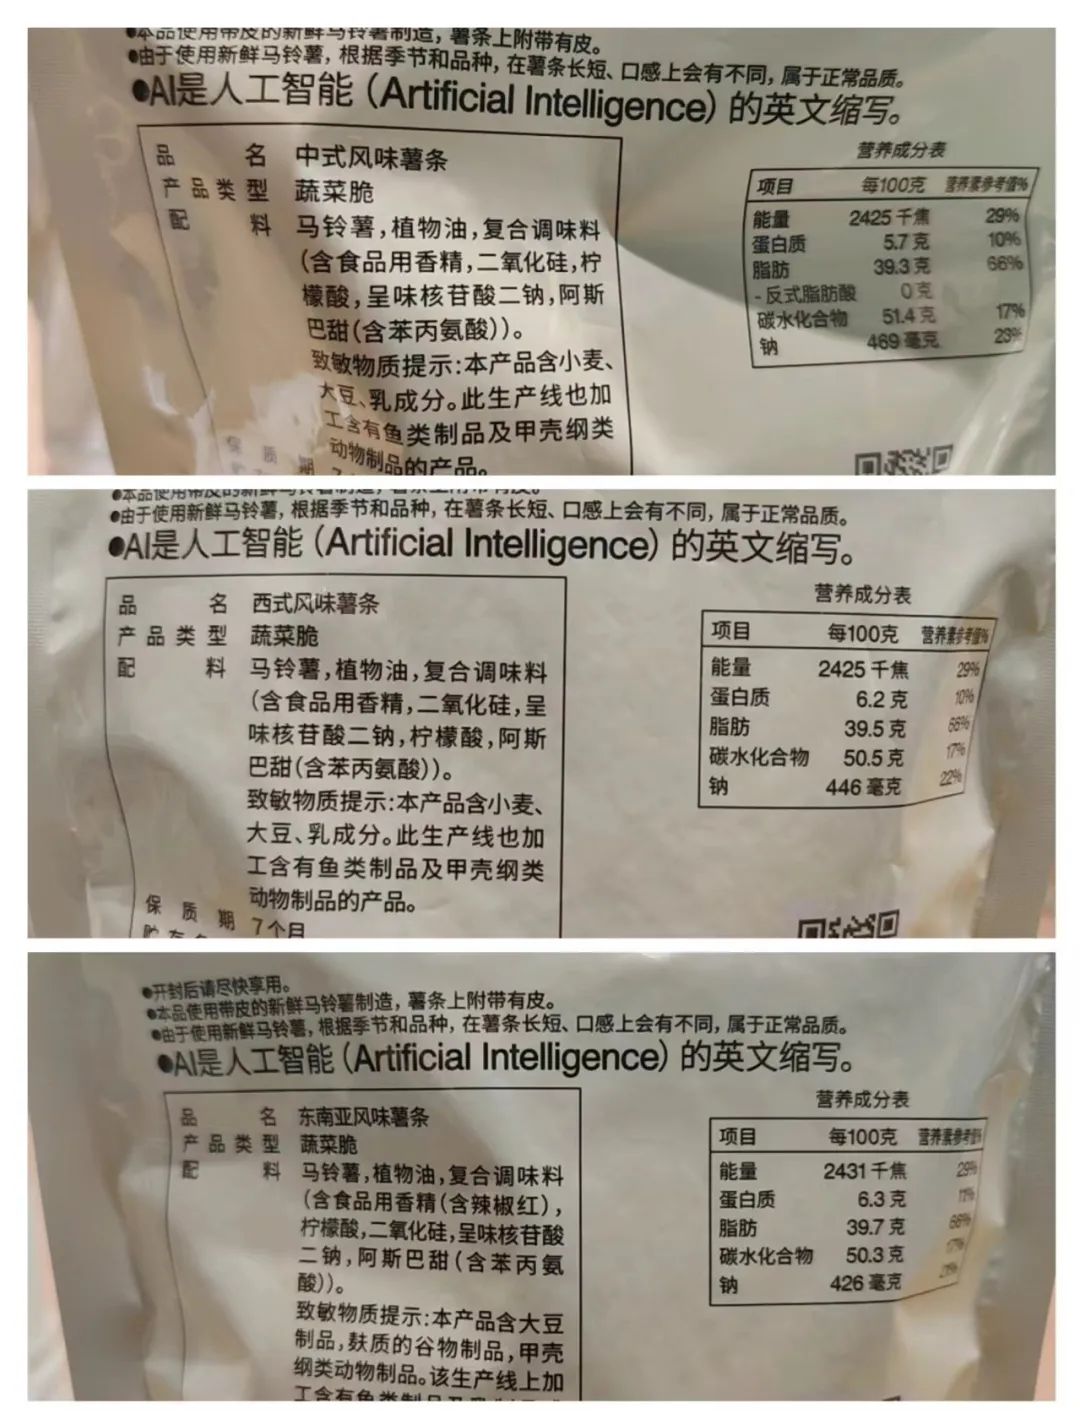 ●本品使用带皮的新鲜马铃薯制造，薯条上附带有皮。
●由于使用新鲜马铃薯，根据季节和品种，在薯条长短、口感上会有不同，属于正常品质。
●AI是人工智能（Artificial Intelligence）的英文缩写。
品名 中式风味薯条
产品类型 蔬菜脆
配料 马铃薯，植物油，复合调味料
（含食品用香精，二氧化硅，柠
檬酸，呈味核苷酸二钠，阿斯
巴甜（含苯丙氨酸））。
致敏物质提示：本产品含小麦、
大豆、乳成分。此生产线也加
工含有鱼类制品及甲壳纲类
动物制品的产品。
保质期
营养成分表
项目 每100克 营养素参考值%
能量 2425千焦 29%
蛋白质 5.7克 10%
脂肪 39.3克 66%
-反式脂肪酸 0克
碳水化合物 51.4克 17%
钠 469毫克 23%
●由于使用新鲜马铃薯，根据季节和品种，在薯条长短、口感上会有不同，属于正常品质。
●AI是人工智能（Artificial Intelligence）的英文缩写。
品名 西式风味薯条
产品类型 蔬菜脆
配料 马铃薯，植物油，复合调味料
（含食品用香精，二氧化硅，呈
味核苷酸二钠，柠檬酸，阿斯
巴甜（含苯丙氨酸））。
致敏物质提示：本产品含小麦、
大豆、乳成分。此生产线也加
工含有鱼类制品及甲壳纲类
动物制品的产品。
保质期 7个月
营养成分表
项目 每100克 营养素参考值%
能量 2425千焦 29%
蛋白质 6.2克 10%
脂肪 39.5克 66%
碳水化合物 50.5克 17%
钠 446毫克 22%
●开封后请尽快享用。
●本品使用带皮的新鲜马铃薯制造，薯条上附带有皮。
●由于使用新鲜马铃薯，根据季节和品种，在薯条长短、口感上会有不同，属于正常品质。
●AI是人工智能（Artificial Intelligence）的英文缩写。
品名 东南亚风味薯条
产品类型 蔬菜脆
配料 马铃薯，植物油，复合调味料
（含食品用香精（含辣椒红），
柠檬酸，二氧化硅，呈味核苷酸
二钠，阿斯巴甜（含苯丙氨
酸））。
致敏物质提示：本产品含大豆
制品，麸质的谷物制品，甲壳
纲类动物制品。该生产线上加
营养成分表
项目 每100克 营养素参考值%
能量 2431千焦 29%
蛋白质 6.3克 11%
脂肪 39.7克 66%
碳水化合物 50.3克 17%
钠 426毫克 21%